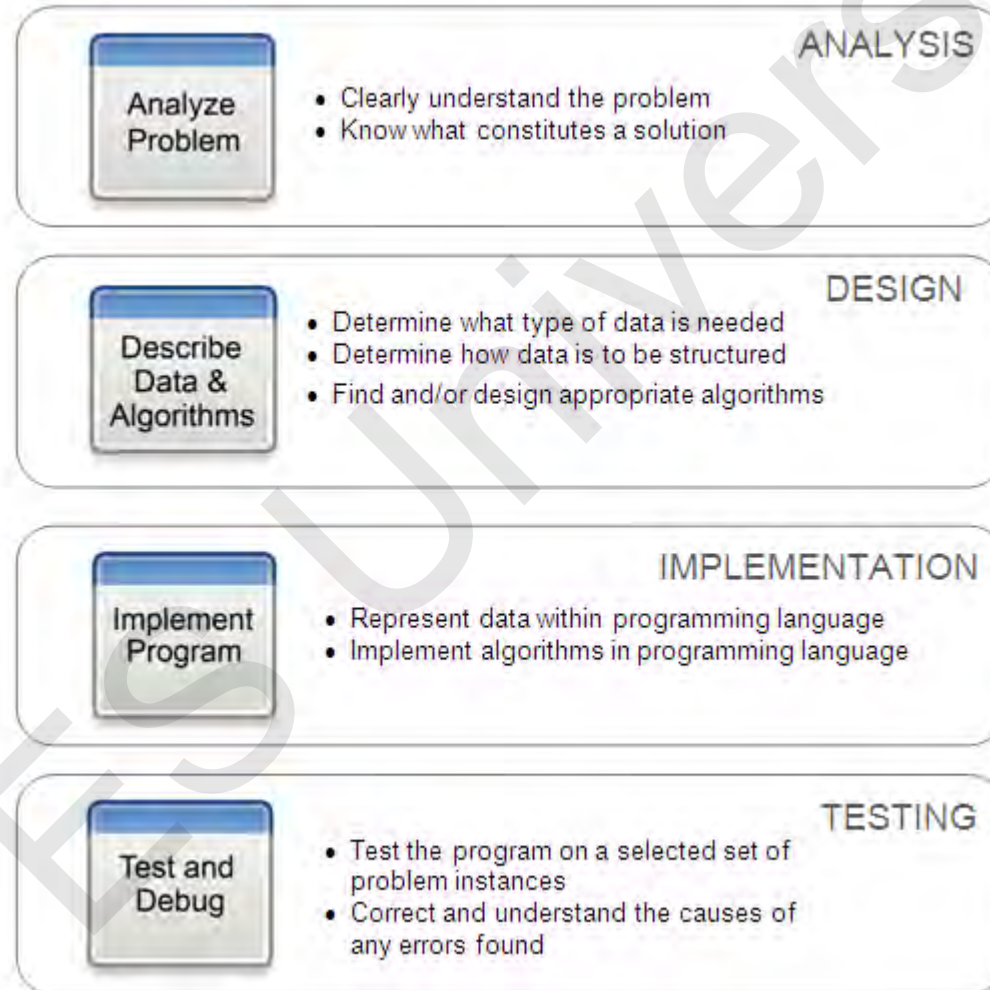 ANALYSIS
Analyze
Problem
• Clearly understand the problem
• Know what constitutes a solution
DESIGN
Describe
Data &
Algorithms
• Determine what type of data is needed
• Determine how data is to be structured
• Find and/or design appropriate algorithms
IMPLEMENTATION
Implement
Program
• Represent data within programming language
• Implement algorithms in programming language
TESTING
Test and
Debug
• Test the program on a selected set of
problem instances
• Correct and understand the causes of
any errors found
ES Univers